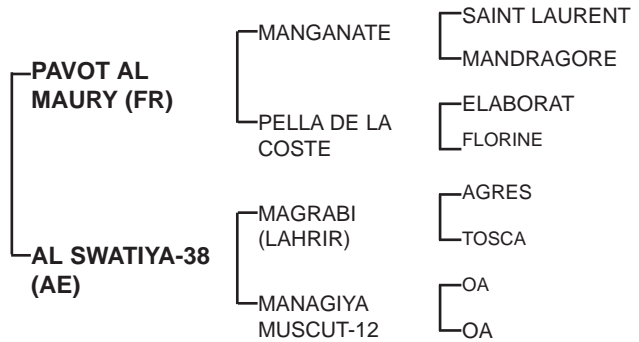 PAVOT AL
MAURY (FR)
AL SWATIYA-38
(AE)
MANGANATE
PELLA DE LA
COSTE
MAGRABI
(LAHRIR)
MANAGIYA
MUSCUT-12
SAINT LAURENT
MANDRAGORE
ELABORAT
FLORINE
AGRES
TOSCA
OA
OA